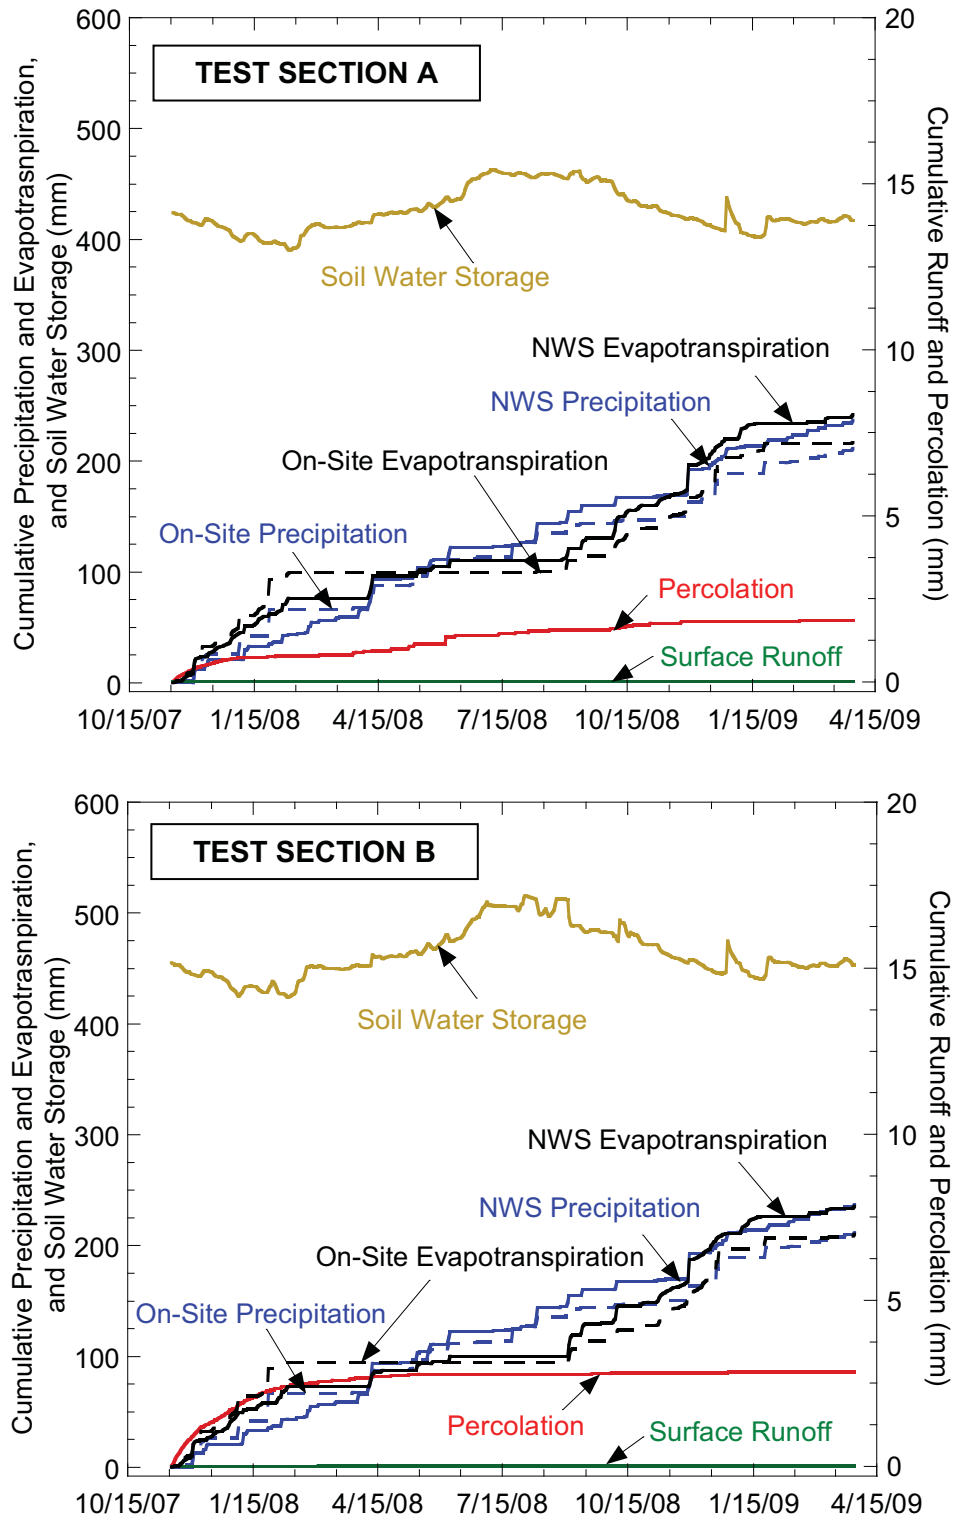 TEST SECTION A
Cumulative Precipitation and Evapotrasnpiration,
and Soil Water Storage (mm)
600
500
400
300
200
100
0
20
15
10
5
0
Cumulative Runoff and Percolation (mm)
Soil Water Storage
NWS Evapotranspiration
NWS Precipitation
On-Site Evapotranspiration
On-Site Precipitation
Percolation
Surface Runoff
10/15/07 1/15/08 4/15/08 7/15/08 10/15/08 1/15/09 4/15/09
TEST SECTION B
Cumulative Precipitation and Evapotrasnpiration,
and Soil Water Storage (mm)
600
500
400
300
200
100
0
20
15
10
5
0
Cumulative Runoff and Percolation (mm)
Soil Water Storage
NWS Evapotranspiration
NWS Precipitation
On-Site Evapotranspiration
On-Site Precipitation
Percolation
Surface Runoff
10/15/07 1/15/08 4/15/08 7/15/08 10/15/08 1/15/09 4/15/09